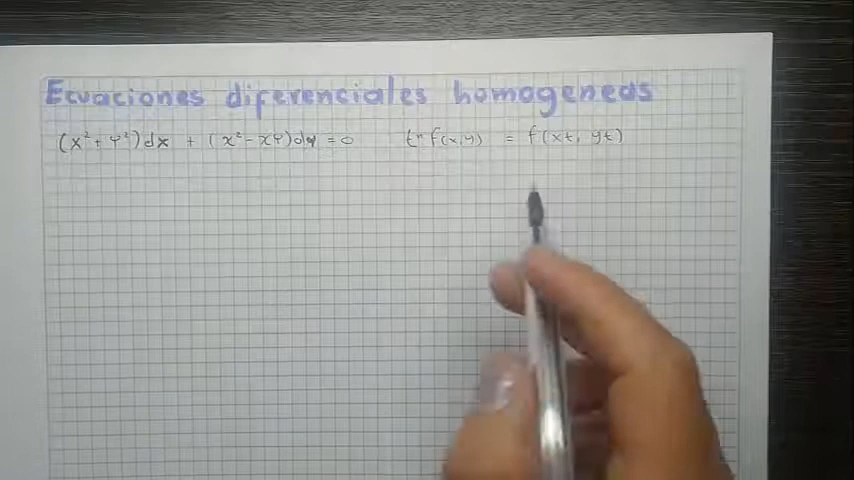 Ecuaciones diferenciales homogeneas
(x² + y²)dx + (x² - xy)dy = 0 tⁿ f(x,y) = f(xt, yt)